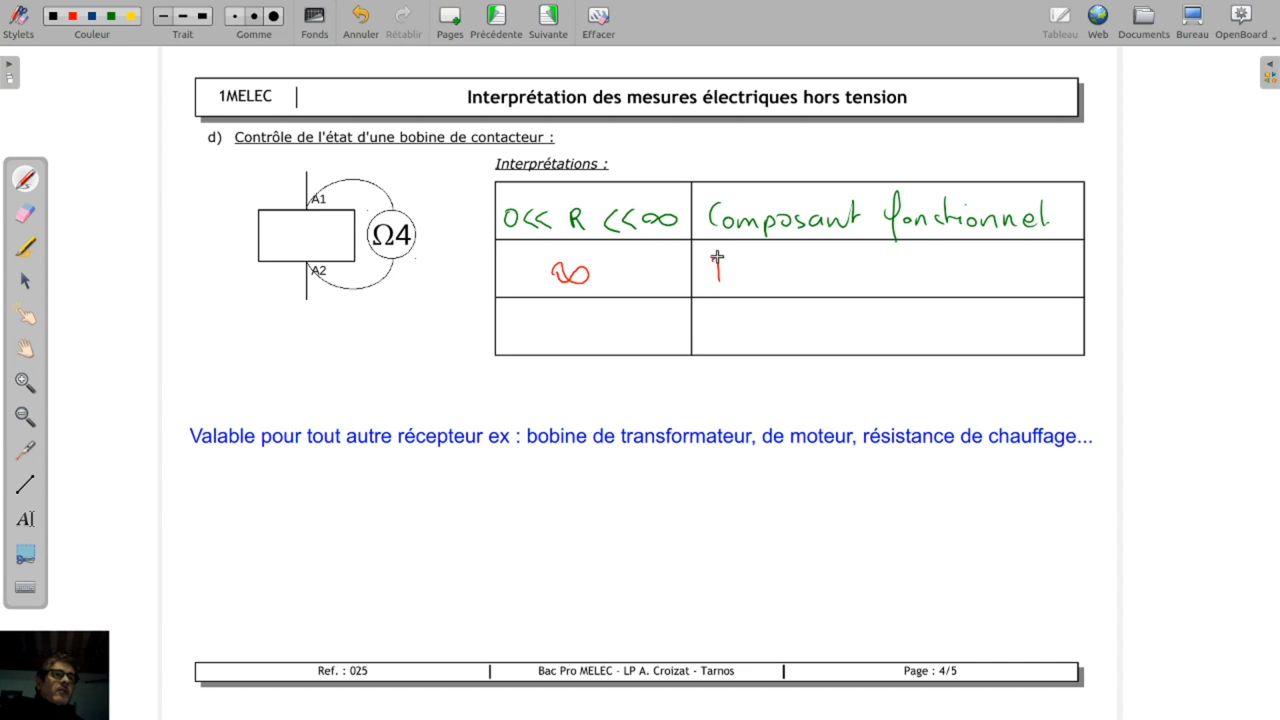 Stylets Couleur Trait Gomme Fonds Annuler Rétablir Pages Précédente Suivante Effacer Tableau Web Documents Bureau OpenBoard
1MELEC Interprétation des mesures électriques hors tension
d) Contrôle de l'état d'une bobine de contacteur :
Interprétations :
A1
Ω4
A2
0<< R <<∞ Composant fonctionnel
∞
Valable pour tout autre récepteur ex : bobine de transformateur, de moteur, résistance de chauffage...
Ref. : 025 Bac Pro MELEC - LP A. Croizat - Tarnos Page : 4/5